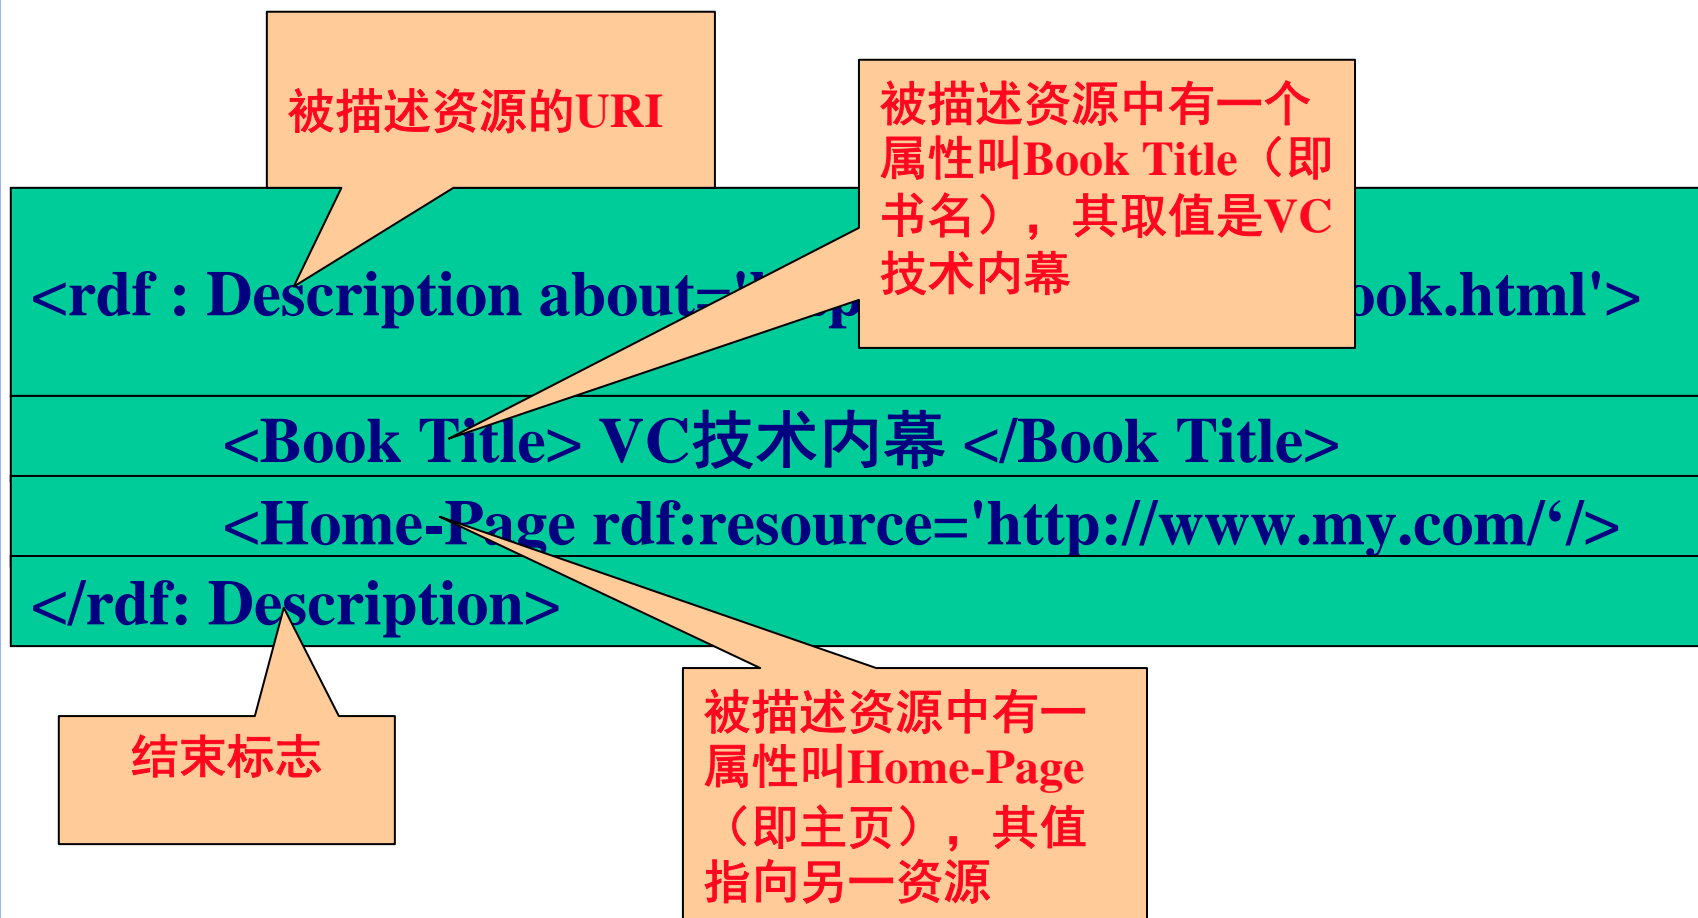 被描述资源的URI
被描述资源中有一个
属性叫Book Title（即
书名），其取值是VC
技术内幕
<rdf : Description about='ook.html'>
<Book Title> VC技术内幕 </Book Title>
<Home-Page rdf:resource='http://www.my.com/‘/>
</rdf: Description>
结束标志
被描述资源中有一
属性叫Home-Page
（即主页），其值
指向另一资源